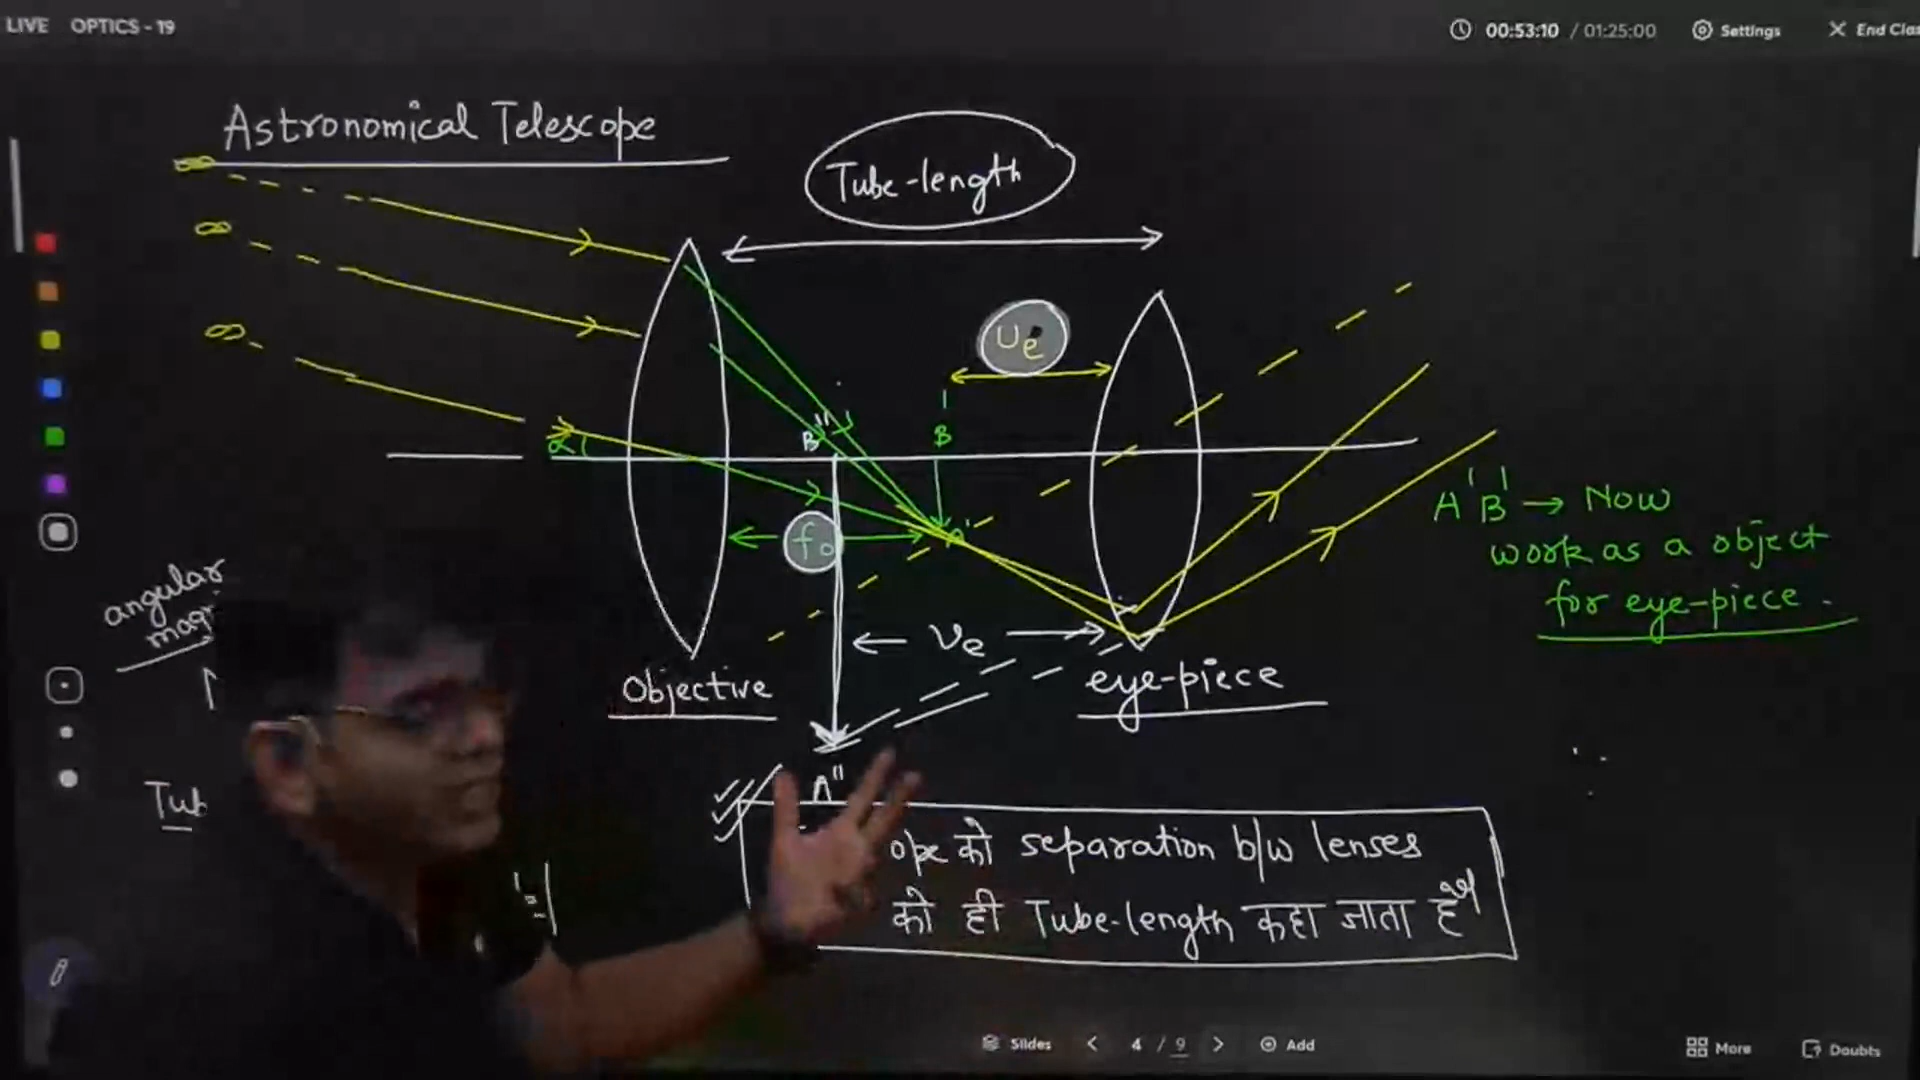 LIVE OPTICS - 19
00:53:10 / 01:25:00 Settings End Clas
Astronomical Telescope
Tube-length
∞
∞
∞
Ue
α
B"
B'
A'
fo
A'B' → Now
work as a object
for eye-piece.
angular
νe
Objective
eye-piece
A"
Tub
को separation b/w lenses
को ही Tube-length कहा जाता है
Slides < 4 / 9 > Add
More Doubts